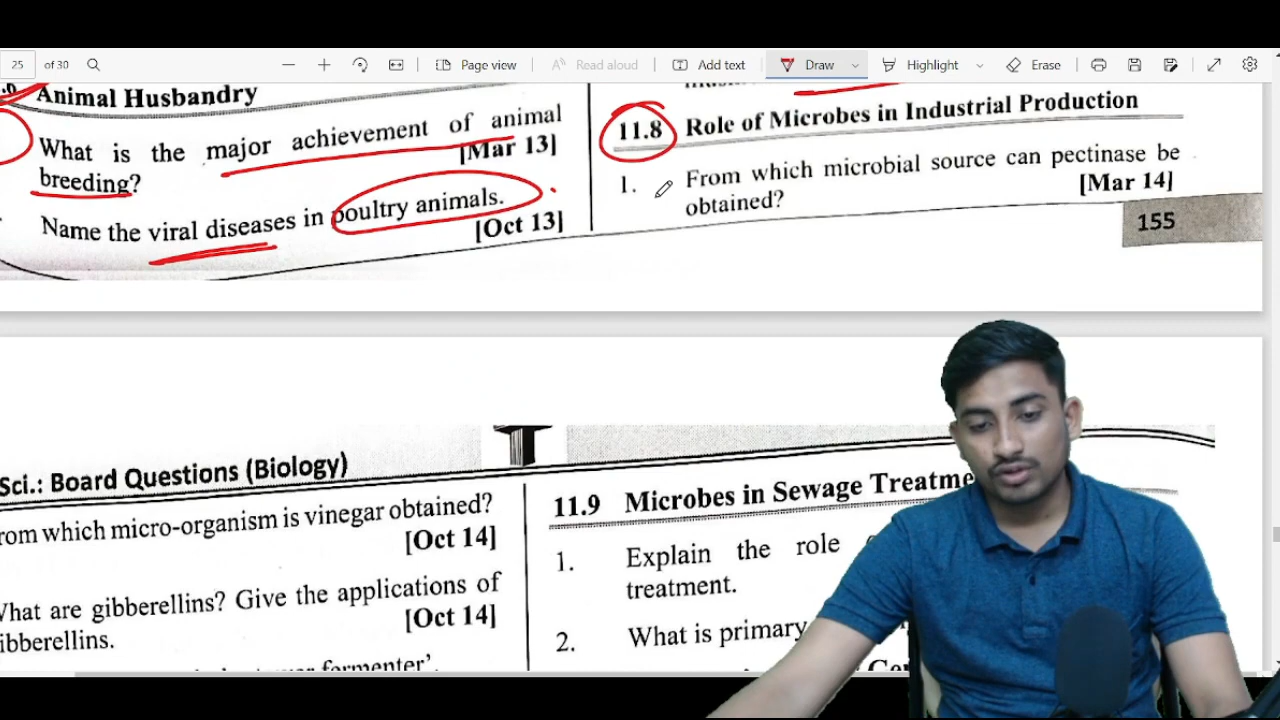 25 of 30 Page view Read aloud Add text Draw Highlight Erase
Animal Husbandry
What is the major achievement of animal
breeding? [Mar 13]
Name the viral diseases in poultry animals.
[Oct 13]
11.8 Role of Microbes in Industrial Production
1. From which microbial source can pectinase be
obtained? [Mar 14]
155
Sci.: Board Questions (Biology)
rom which micro-organism is vinegar obtained?
[Oct 14]
What are gibberellins? Give the applications of
ibberellins. [Oct 14]
fermenter'.
11.9 Microbes in Sewage Treatme
1. Explain the role
treatment.
2. What is primary